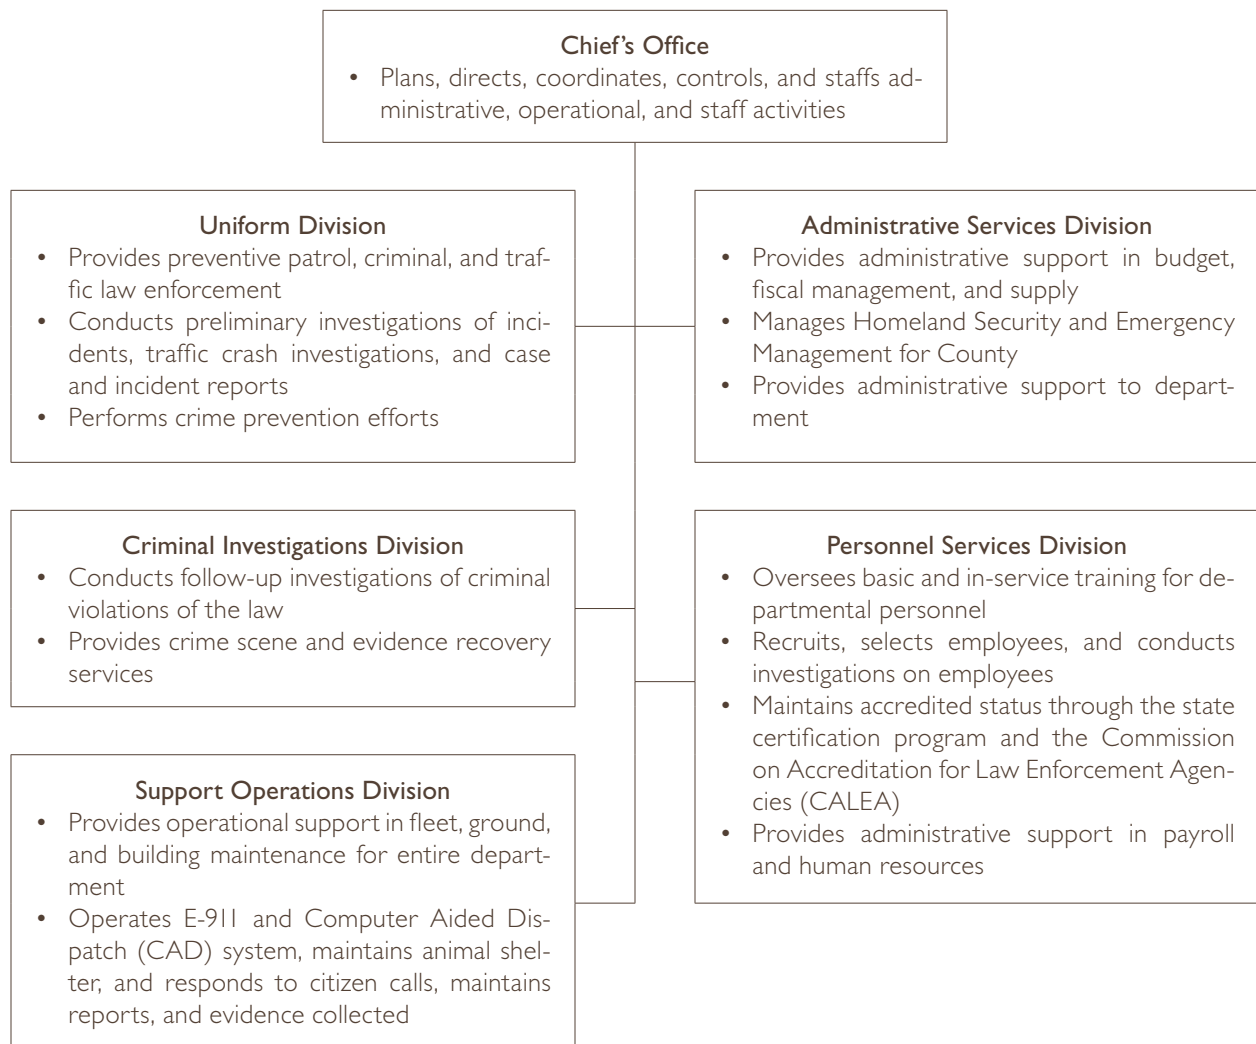 Chief's Office
• Plans, directs, coordinates, controls, and staffs ad-
ministrative, operational, and staff activities
Uniform Division
• Provides preventive patrol, criminal, and traf-
fic law enforcement
• Conducts preliminary investigations of inci-
dents, traffic crash investigations, and case
and incident reports
• Performs crime prevention efforts
Administrative Services Division
• Provides administrative support in budget,
fiscal management, and supply
• Manages Homeland Security and Emergency
Management for County
• Provides administrative support to depart-
ment
Criminal Investigations Division
• Conducts follow-up investigations of criminal
violations of the law
• Provides crime scene and evidence recovery
services
Personnel Services Division
• Oversees basic and in-service training for de-
partmental personnel
• Recruits, selects employees, and conducts
investigations on employees
• Maintains accredited status through the state
certification program and the Commission
on Accreditation for Law Enforcement Agen-
cies (CALEA)
• Provides administrative support in payroll
and human resources
Support Operations Division
• Provides operational support in fleet, ground,
and building maintenance for entire depart-
ment
• Operates E-911 and Computer Aided Dis-
patch (CAD) system, maintains animal shel-
ter, and responds to citizen calls, maintains
reports, and evidence collected